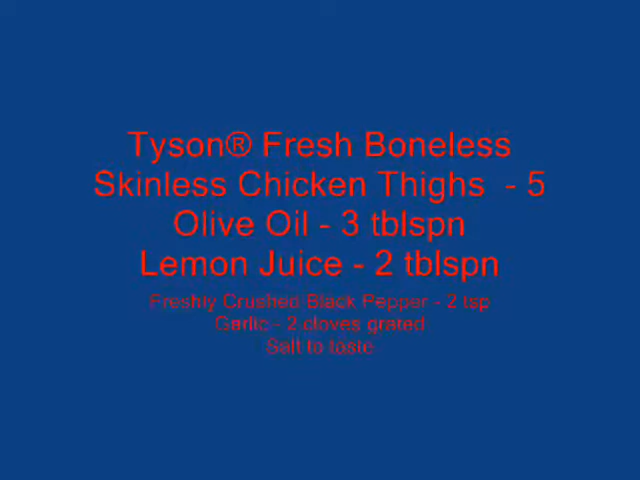 Tyson® Fresh Boneless
Skinless Chicken Thighs - 5
Olive Oil - 3 tblspn
Lemon Juice - 2 tblspn
Freshly Crushed Black Pepper - 2 tsp
Garlic - 2 cloves grated
Salt to taste